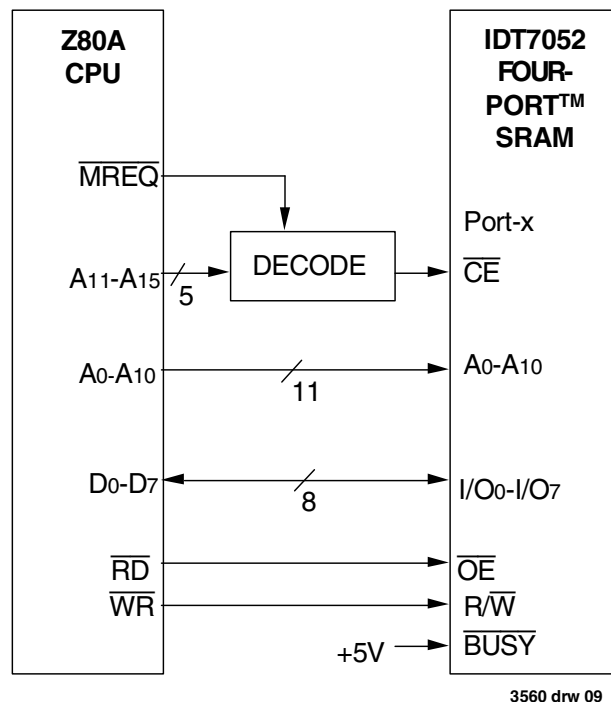 Z80A
CPU
IDT7052
FOUR-
PORT™
SRAM
MREQ
Port-x
A11-A15
5
DECODE
CE
A0-A10
11
A0-A10
D0-D7
8
I/O0-I/O7
RD
OE
WR
R/W
+5V
BUSY
3560 drw 09